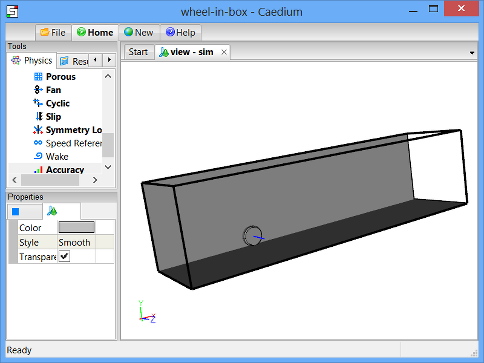 wheel-in-box - Caedium
File Home New Help
Tools
Physics Resu
Porous
Fan
Cyclic
Slip
Symmetry Lo
Speed Referen
Wake
Accuracy
Properties
Color
Style Smooth
Transpare
Start view - sim
Y
X
Z
Ready